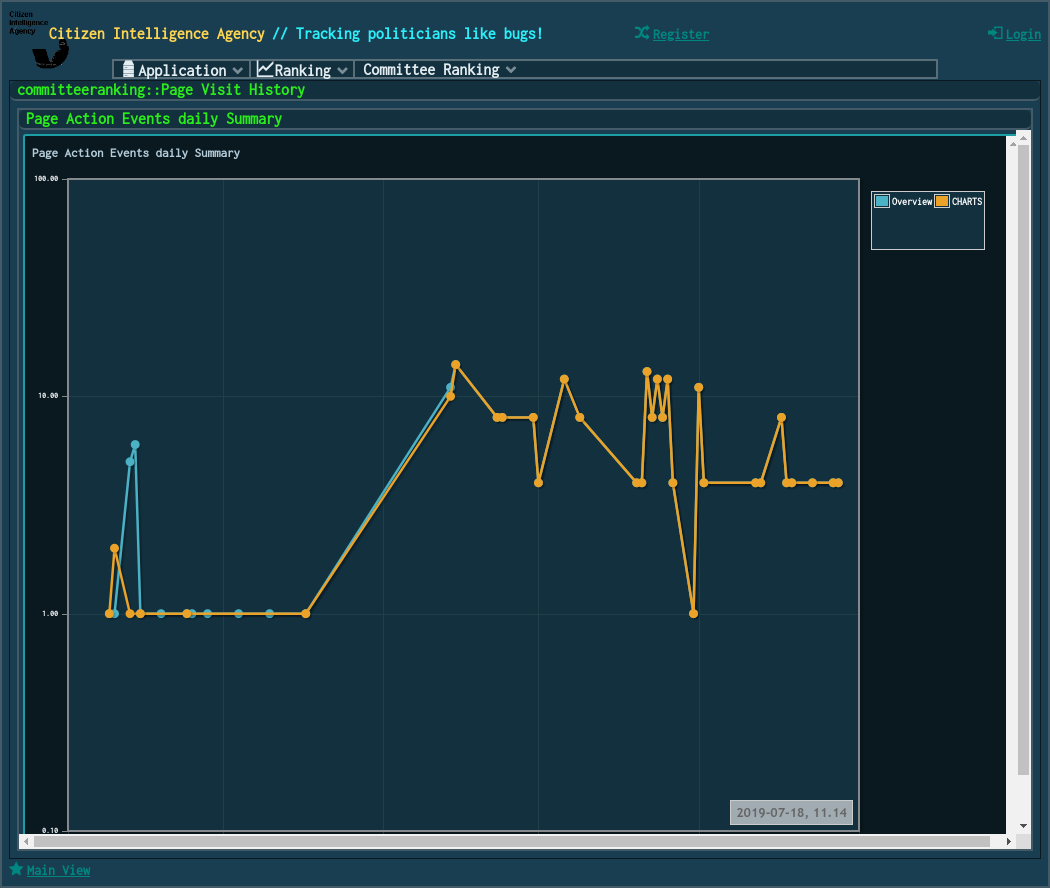 Citizen
Intelligence
Agency
Citizen Intelligence Agency // Tracking politicians like bugs!
Register
Login
Application
Ranking
Committee Ranking
committeeranking::Page Visit History
Page Action Events daily Summary
Page Action Events daily Summary
100.00
Overview
CHARTS
10.00
1.00
2019-07-18, 11.14
0.10
Main View